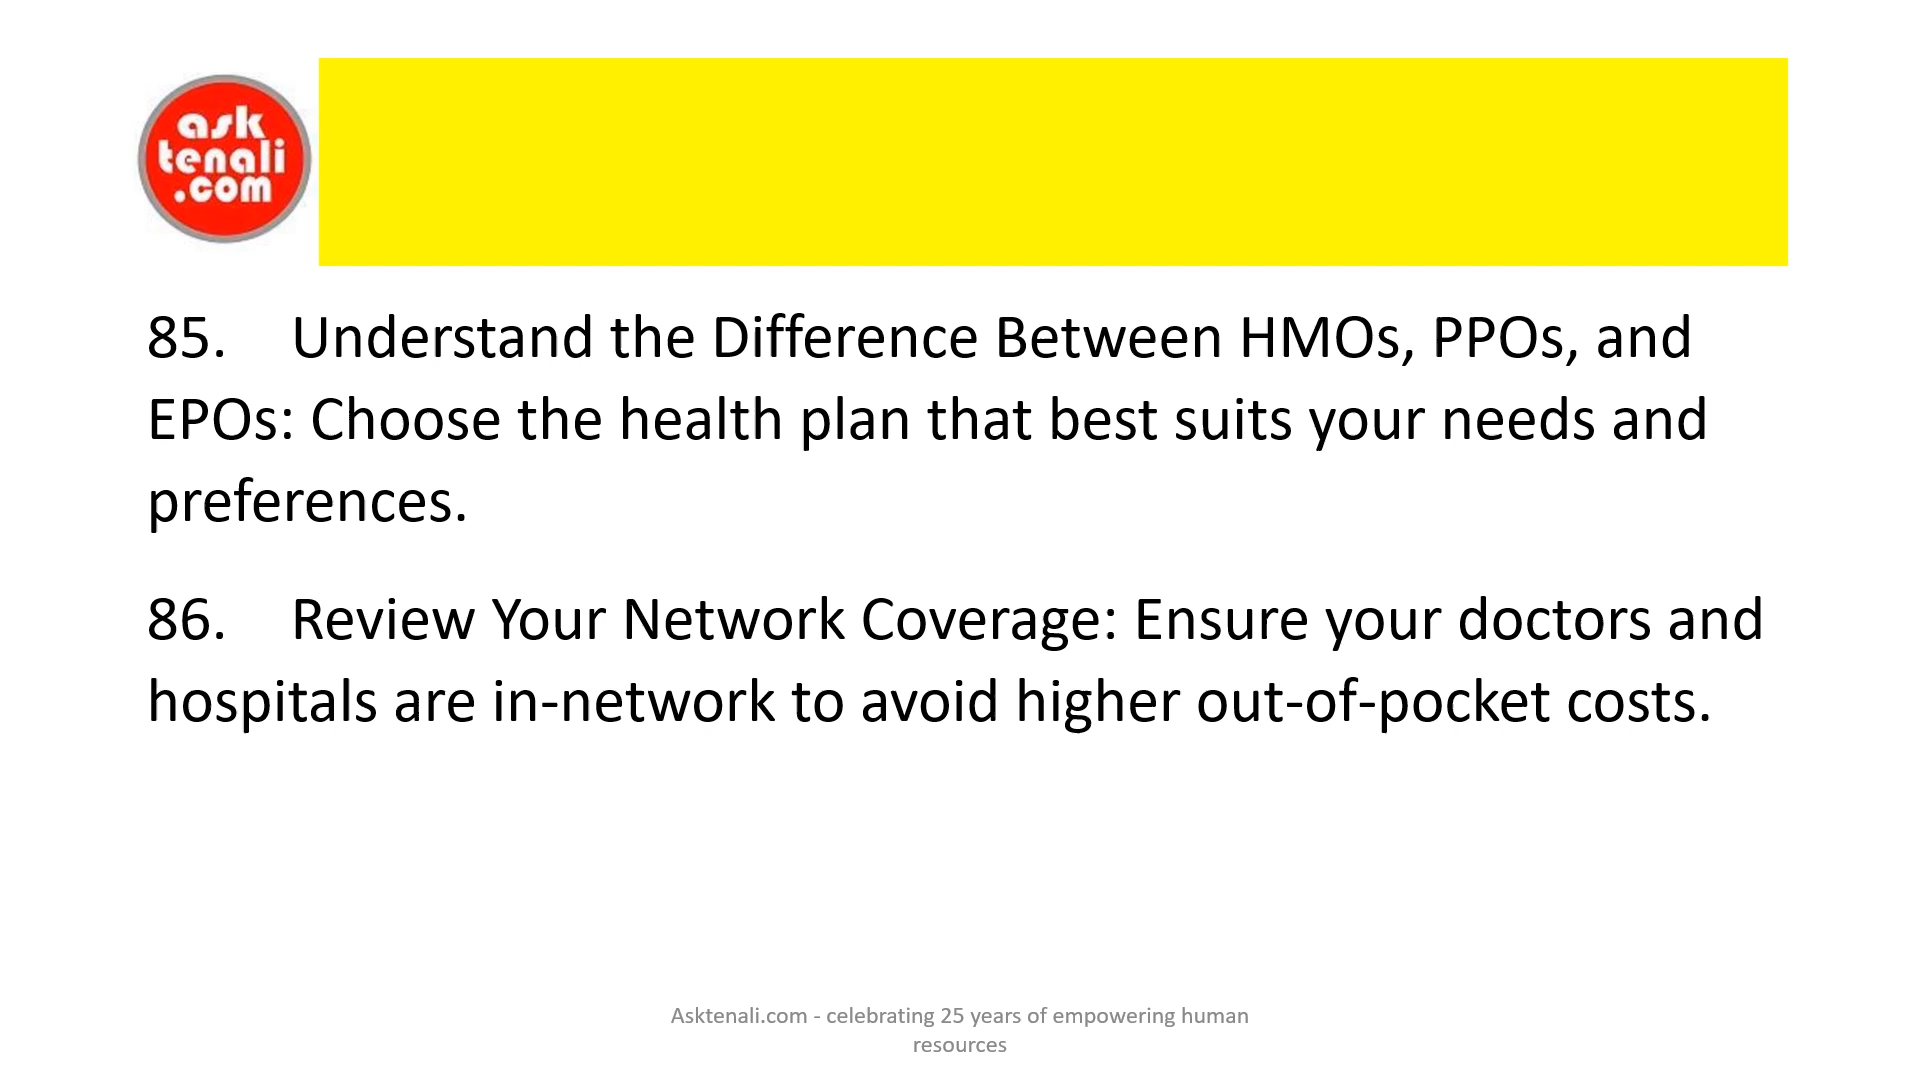 ask
tenali
.com
85. Understand the Difference Between HMOs, PPOs, and
EPOs: Choose the health plan that best suits your needs and
preferences.
86. Review Your Network Coverage: Ensure your doctors and
hospitals are in-network to avoid higher out-of-pocket costs.
Asktenali.com - celebrating 25 years of empowering human
resources